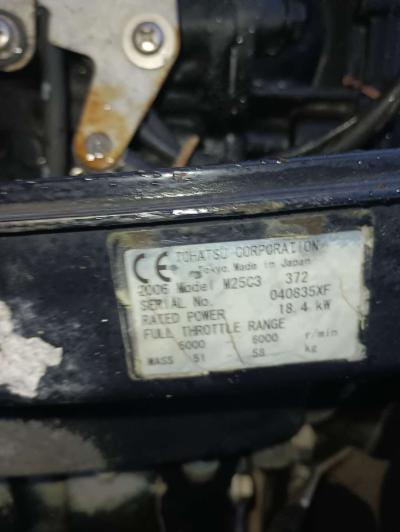 CE TOHATSU CORPORATION
Tokyo, Made in Japan
2006 Model M25C3 372
SERIAL No. 040835XF
RATED POWER 18.4 kW
FULL THROTTLE RANGE
5000 6000 r/min
MASS 51 58 kg